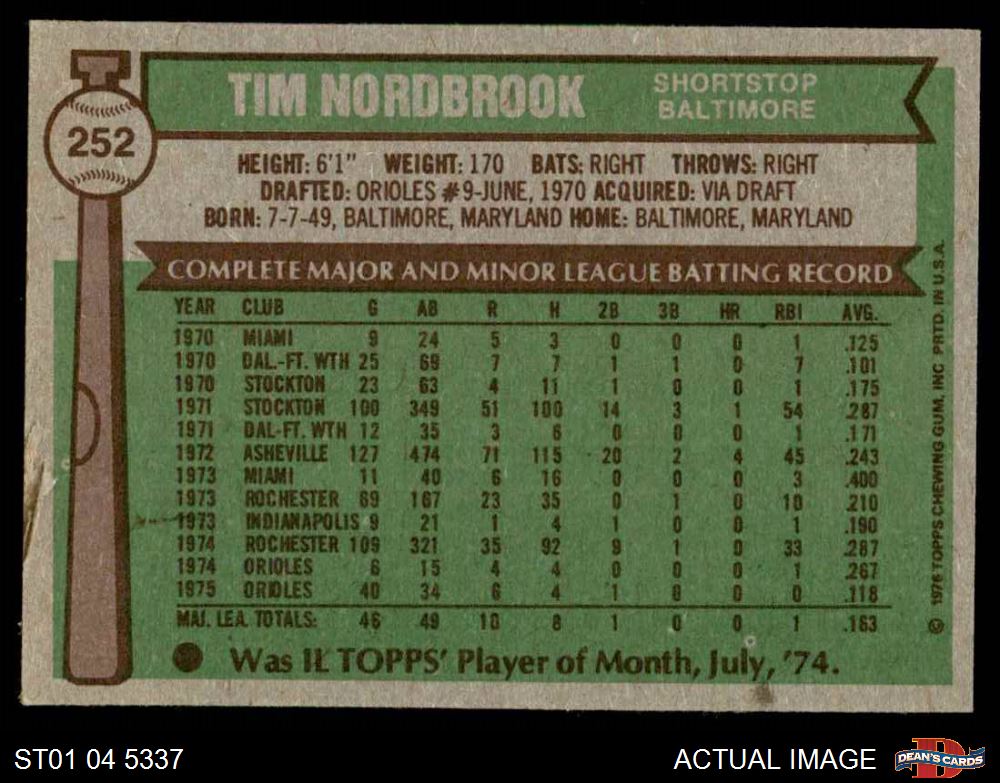 252
TIM NORDBROOK SHORTSTOP
BALTIMORE
HEIGHT: 6'1" WEIGHT: 170 BATS: RIGHT THROWS: RIGHT
DRAFTED: ORIOLES #9-JUNE, 1970 ACQUIRED: VIA DRAFT
BORN: 7-7-49, BALTIMORE, MARYLAND HOME: BALTIMORE, MARYLAND
COMPLETE MAJOR AND MINOR LEAGUE BATTING RECORD
YEAR CLUB G AB R H 2B 3B HR RBI AVG.
1970 MIAMI 9 24 5 3 0 0 0 1 .125
1970 DAL.-FT. WTH 25 69 7 7 1 1 0 7 .101
1970 STOCKTON 23 63 4 11 1 0 0 1 .175
1971 STOCKTON 100 349 51 100 14 3 1 54 .287
1971 DAL-FT. WTH 12 35 3 6 0 0 0 1 .171
1972 ASHEVILLE 127 474 71 115 20 2 4 45 .243
1973 MIAMI 11 40 6 16 0 0 0 3 .400
1973 ROCHESTER 69 167 23 35 0 1 0 10 .210
1973 INDIANAPOLIS 9 21 1 4 1 0 0 1 .190
1974 ROCHESTER 109 321 35 92 9 1 0 33 .287
1974 ORIOLES 6 15 4 4 0 0 0 1 .267
1975 ORIOLES 40 34 6 4 1 0 0 0 .118
MAJ. LEA. TOTALS: 46 49 10 8 1 0 0 1 .163
Was IL TOPPS' Player of Month, July, '74.
© 1976 TOPPS CHEWING GUM, INC PRTD. IN U.S.A.
ST01 04 5337 ACTUAL IMAGE
D
DEAN'S CARDS